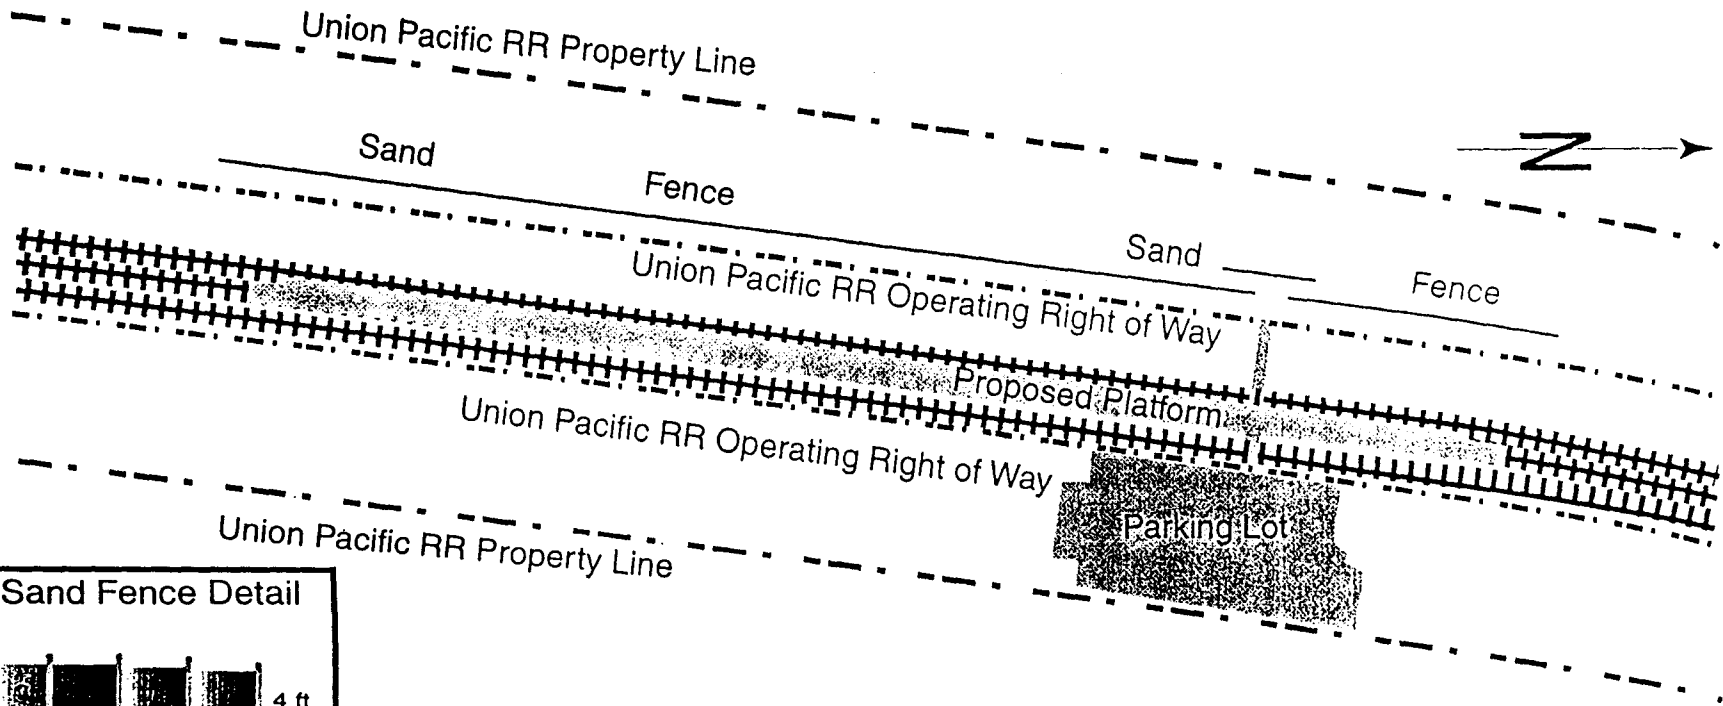 Union Pacific RR Property Line
N
Sand
Fence
Sand
Fence
Union Pacific RR Operating Right of Way
Proposed Platform
Union Pacific RR Operating Right of Way
Parking Lot
Union Pacific RR Property Line
Sand Fence Detail
4 ft